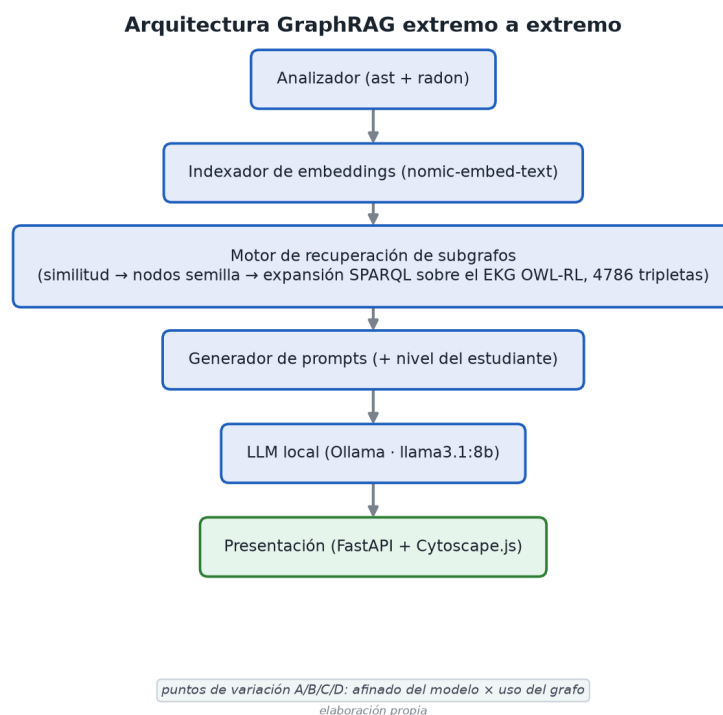 Arquitectura GraphRAG extremo a extremo
Analizador (ast + radon)
Indexador de embeddings (nomic-embed-text)
Motor de recuperación de subgrafos
(similitud → nodos semilla → expansión SPARQL sobre el EKG OWL-RL, 4786 tripletas)
Generador de prompts (+ nivel del estudiante)
LLM local (Ollama · llama3.1:8b)
Presentación (FastAPI + Cytoscape.js)
puntos de variación A/B/C/D: afinado del modelo × uso del grafo
elaboración propia